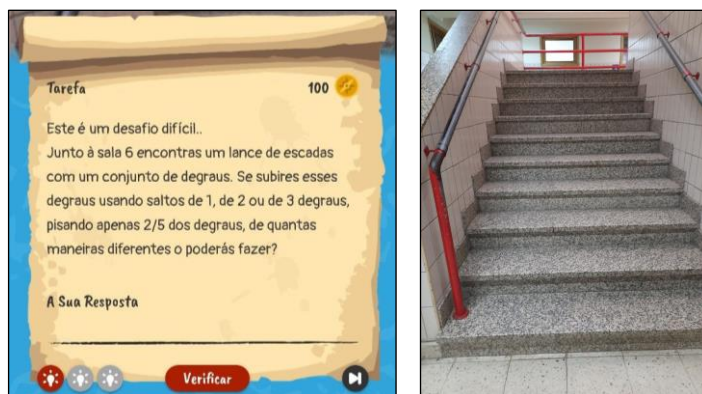 Tarefa 100
Este é um desafio difícil..
Junto à sala 6 encontras um lance de escadas
com um conjunto de degraus. Se subires esses
degraus usando saltos de 1, de 2 ou de 3 degraus,
pisando apenas 2/5 dos degraus, de quantas
maneiras diferentes o poderás fazer?
A Sua Resposta
Verificar